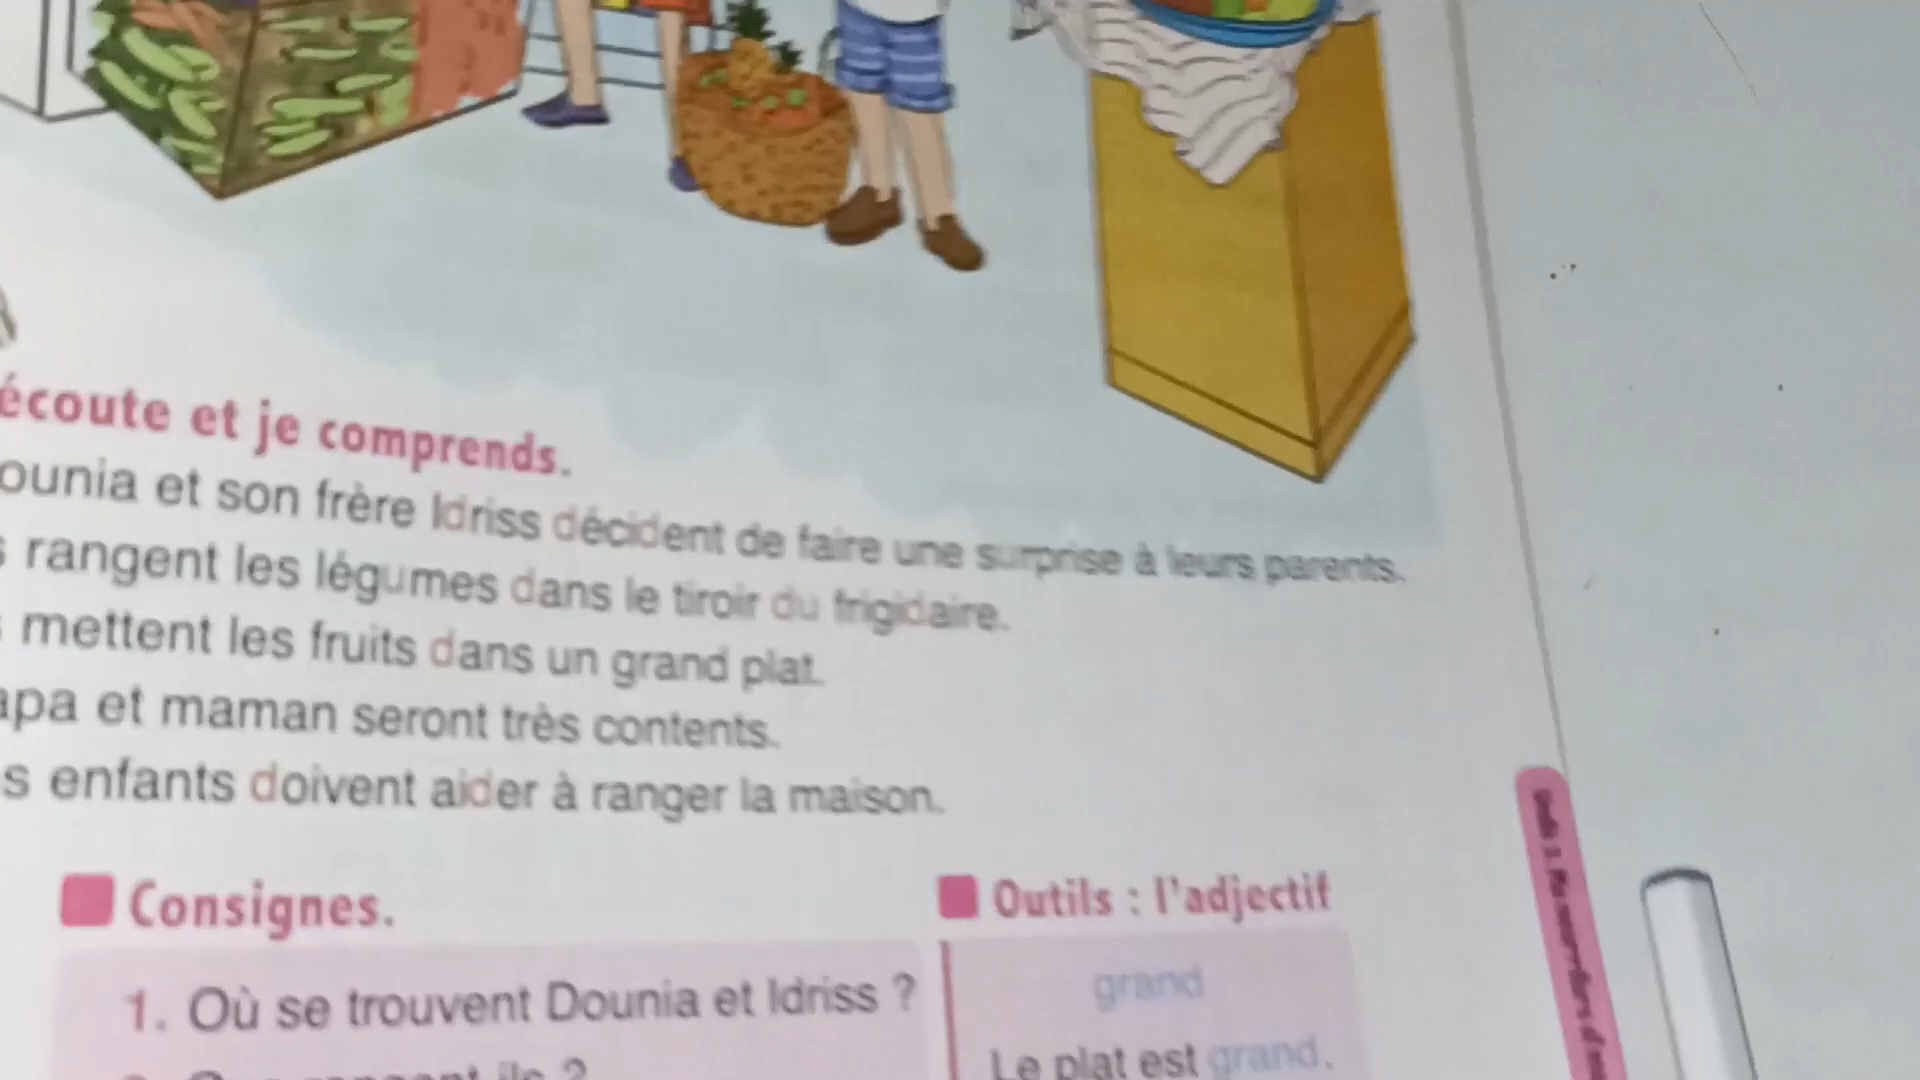 écoute et je comprends.
ounia et son frère Idriss décident de faire une surprise à leurs parents.
s rangent les légumes dans le tiroir du frigidaire.
s mettent les fruits dans un grand plat.
apa et maman seront très contents.
s enfants doivent aider à ranger la maison.
Consignes.
1. Où se trouvent Dounia et Idriss ?
Outils : l'adjectif
grand
Le plat est grand.